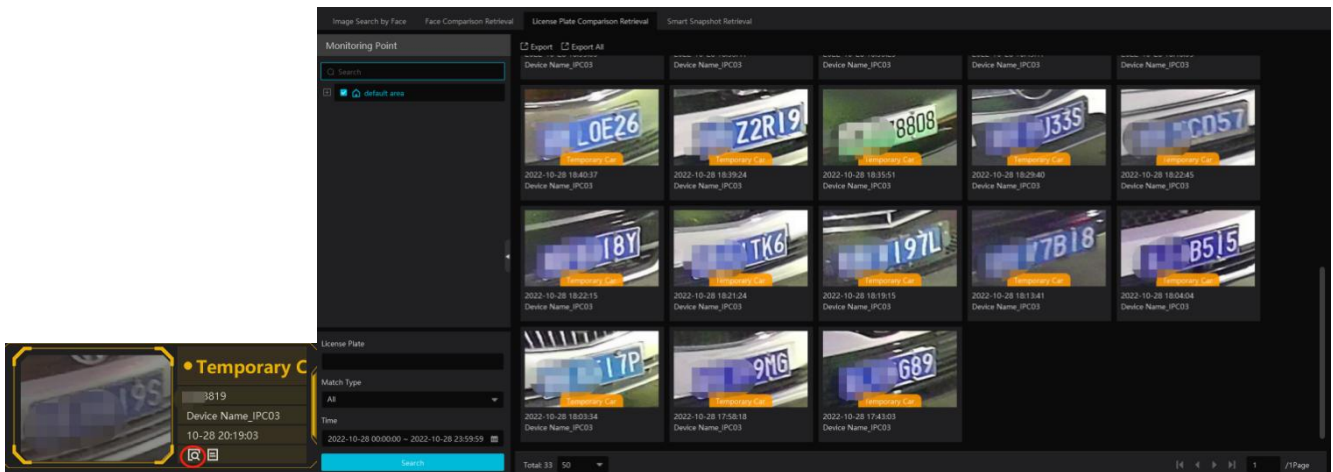 Image Search by Face Face Comparison Retrieval License Plate Comparison Retrieval Smart Snapshot Retrieval
Monitoring Point
Export Export All
Search
default area
Device Name_IPC03 Device Name_IPC03 Device Name_IPC03 Device Name_IPC03 Device Name_IPC03
LOE26 Z2R19 8808 J33S CD57
Temporary Car Temporary Car Temporary Car Temporary Car Temporary Car
2022-10-28 18:40:37 2022-10-28 18:39:24 2022-10-28 18:35:51 2022-10-28 18:29:40 2022-10-28 18:22:45
Device Name_IPC03 Device Name_IPC03 Device Name_IPC03 Device Name_IPC03 Device Name_IPC03
18Y TK6 197L 7B18 B515
Temporary Car Temporary Car Temporary Car Temporary Car Temporary Car
2022-10-28 18:22:15 2022-10-28 18:21:24 2022-10-28 18:19:15 2022-10-28 18:13:41 2022-10-28 18:04:04
Device Name_IPC03 Device Name_IPC03 Device Name_IPC03 Device Name_IPC03 Device Name_IPC03
17P 9MG G89
Temporary Car Temporary Car Temporary Car
2022-10-28 18:03:34 2022-10-28 17:58:18 2022-10-28 17:43:03
Device Name_IPC03 Device Name_IPC03 Device Name_IPC03
License Plate
Match Type
All
Time
2022-10-28 00:00:00 ~ 2022-10-28 23:59:59
Search
Total: 33 50 1 /1Page
Temporary C
3819
Device Name_IPC03
10-28 20:19:03